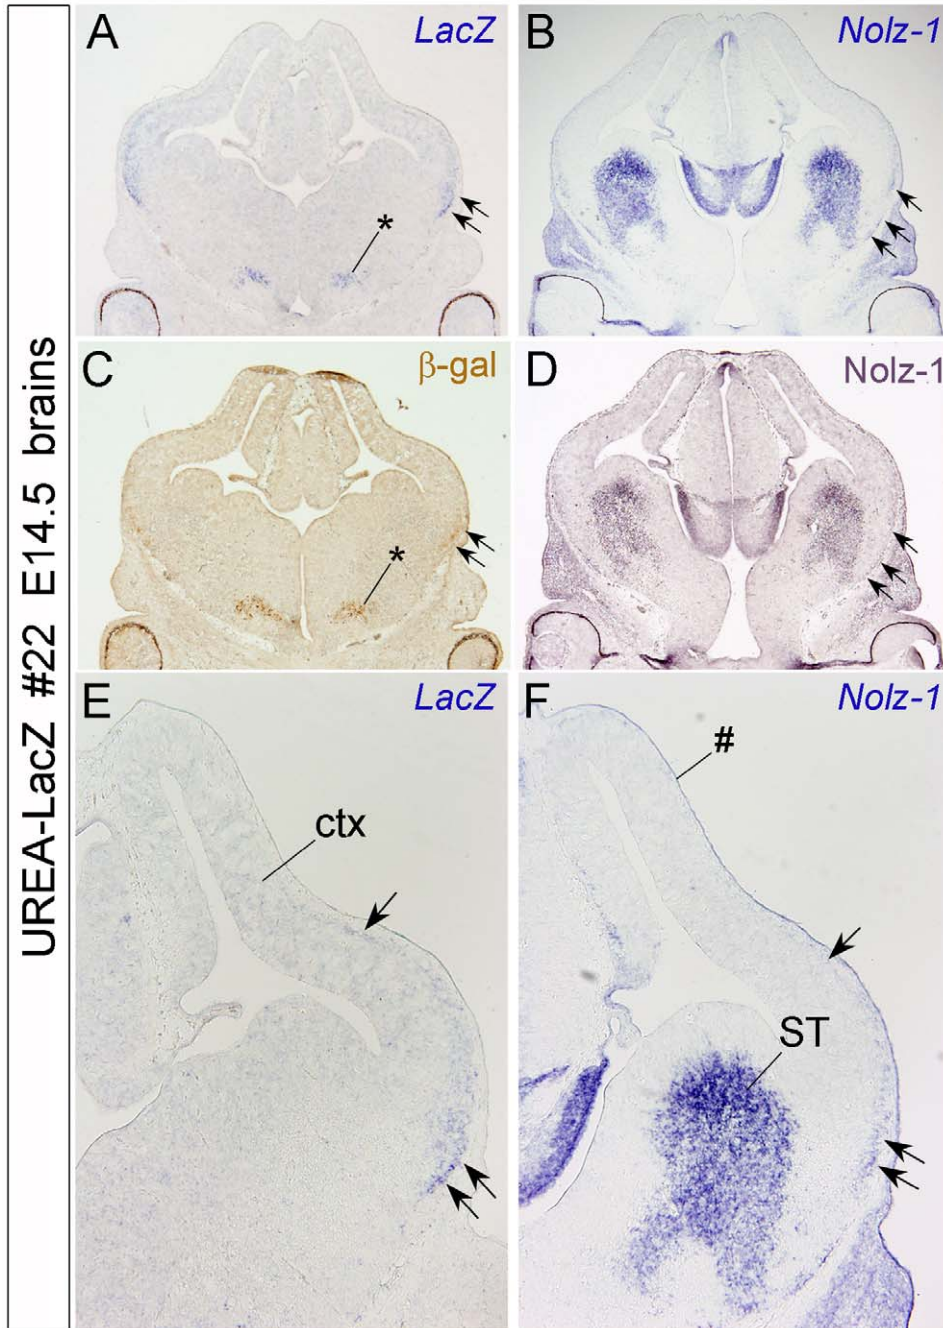 UREA-LacZ #22 E14.5 brains
A LacZ
B Nolz-1
*
C β-gal
D Nolz-1
*
E LacZ
F Nolz-1
#
ctx
ST